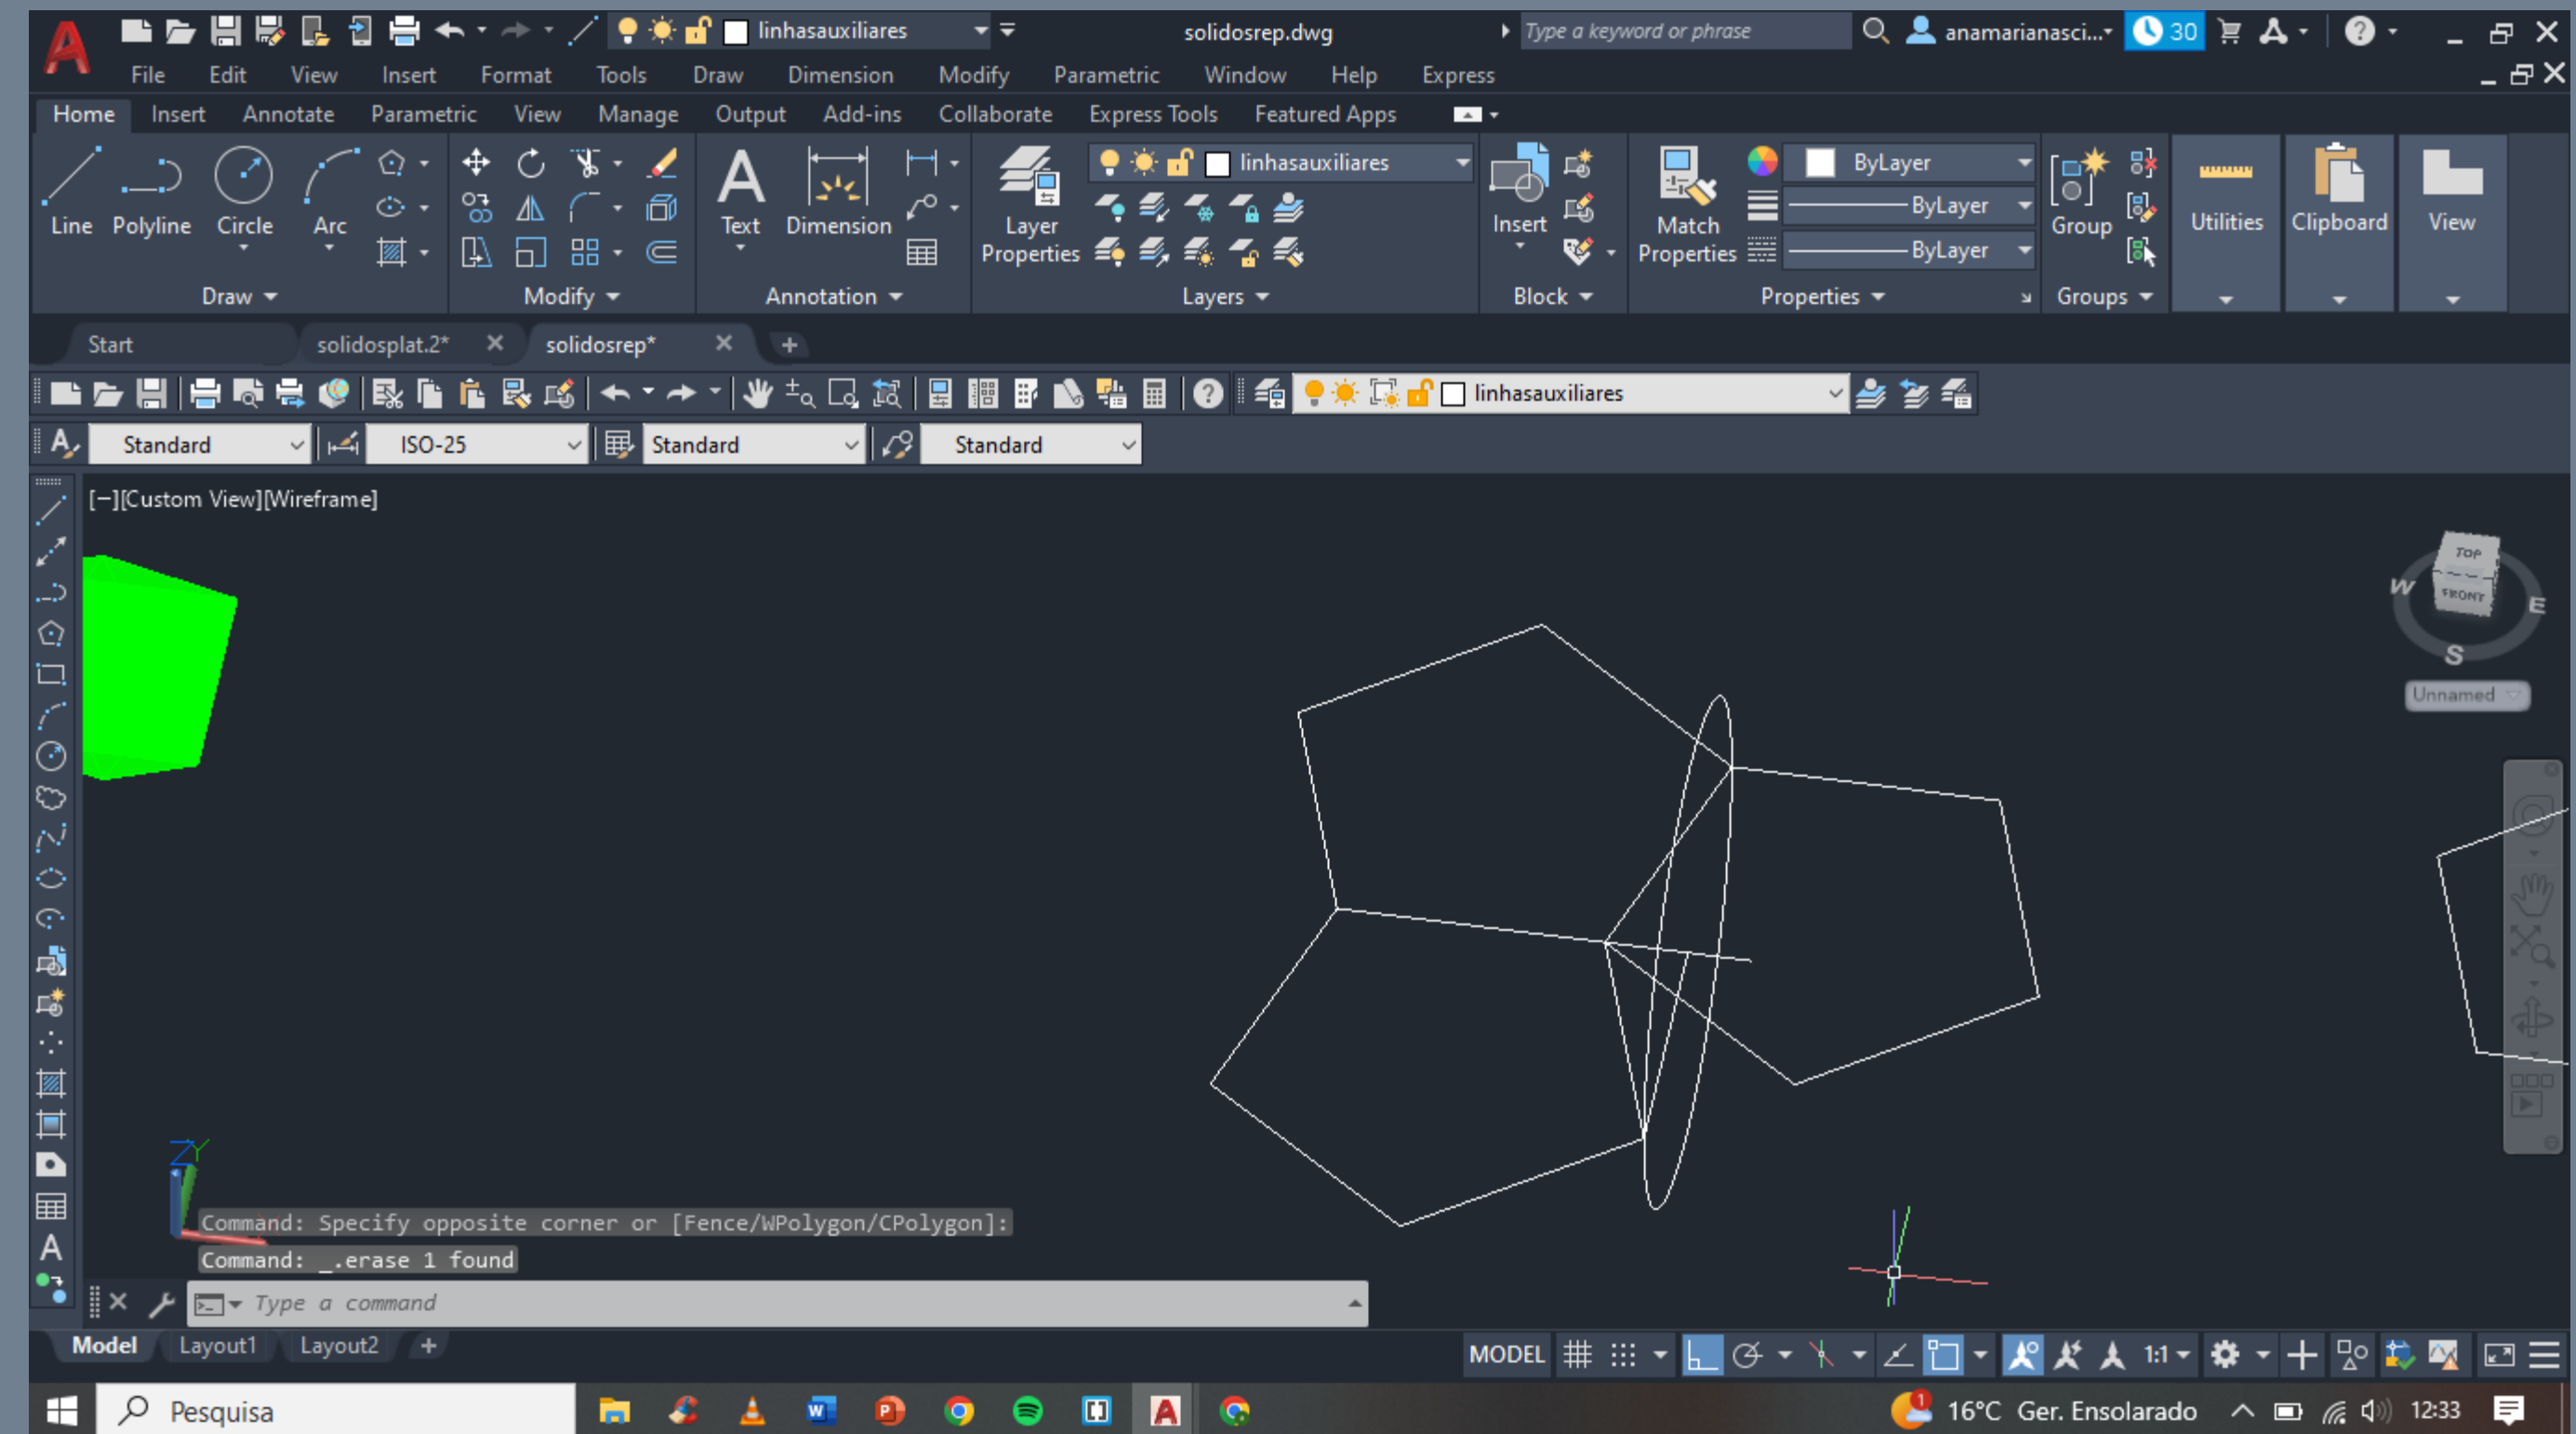 linhasauxiliares
solidosrep.dwg
Type a keyword or phrase
anamarianasci...
30
File Edit View Insert Format Tools Draw Dimension Modify Parametric Window Help Express
Home Insert Annotate Parametric View Manage Output Add-ins Collaborate Express Tools Featured Apps
linhasauxiliares
ByLayer
ByLayer
ByLayer
Line Polyline Circle Arc
Text Dimension
Layer Properties
Insert
Match Properties
Group
Utilities
Clipboard
View
Draw Modify Annotation Layers Block Properties Groups
Start solidosplat.2* solidosrep*
linhasauxiliares
Standard ISO-25 Standard Standard
[–][Custom View][Wireframe]
TOP
FRONT
W
E
S
Unnamed
Z Y
Command: Specify opposite corner or [Fence/WPolygon/CPolygon]:
Command: _.erase 1 found
Type a command
Model Layout1 Layout2
MODEL
1:1
Pesquisa
1
16°C Ger. Ensolarado
12:33